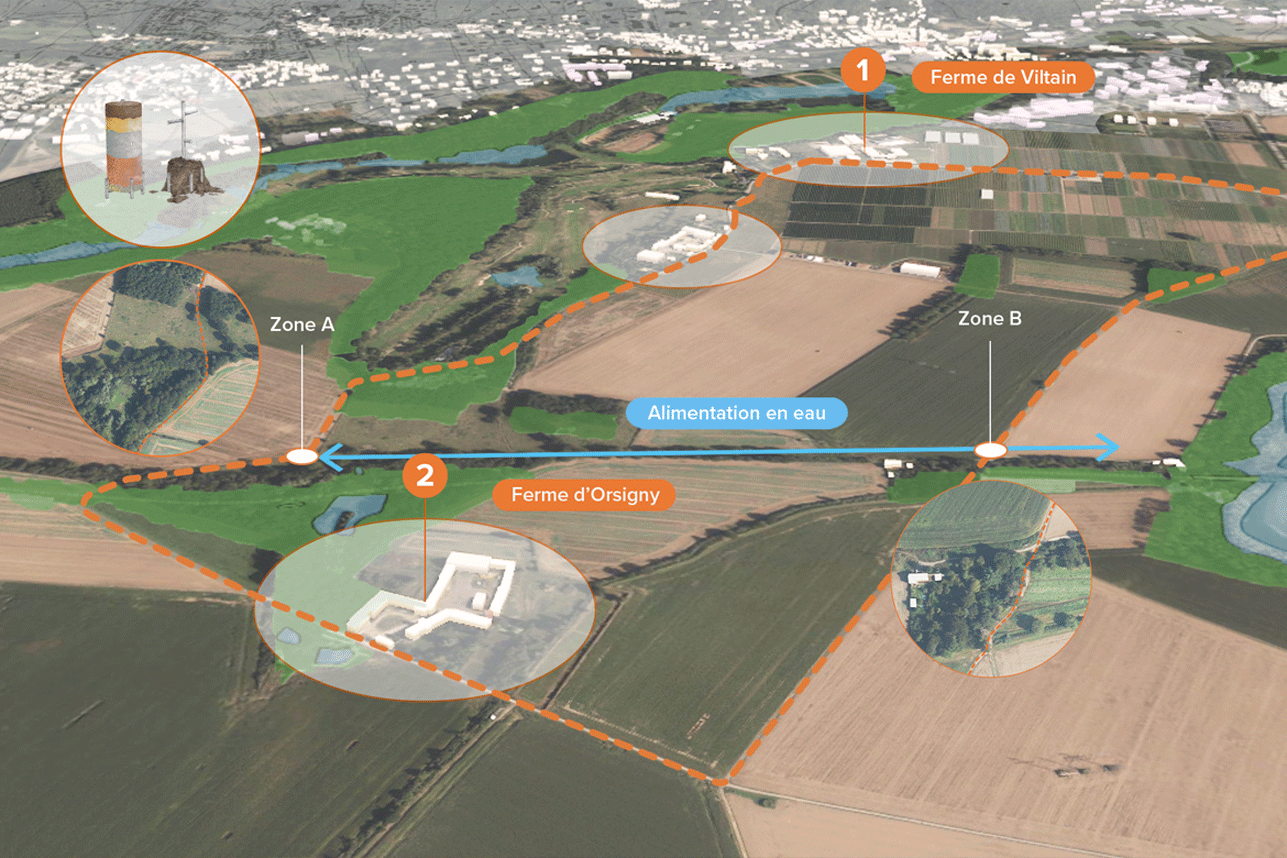 1
Ferme de Viltain
Zone A
Zone B
Alimentation en eau
2
Ferme d’Orsigny